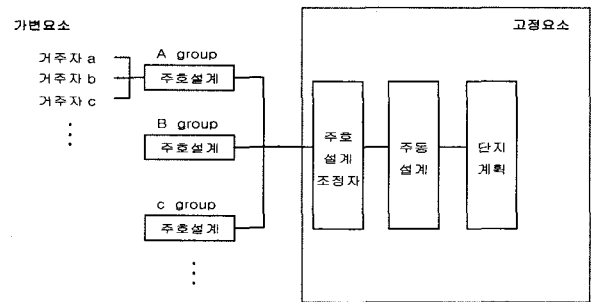 가변요소
고정요소
거주자 a
거주자 b
거주자 c
A group
주호설계
B group
주호설계
c group
주호설계
주호
설계
조정자
주동
설계
단지
계획